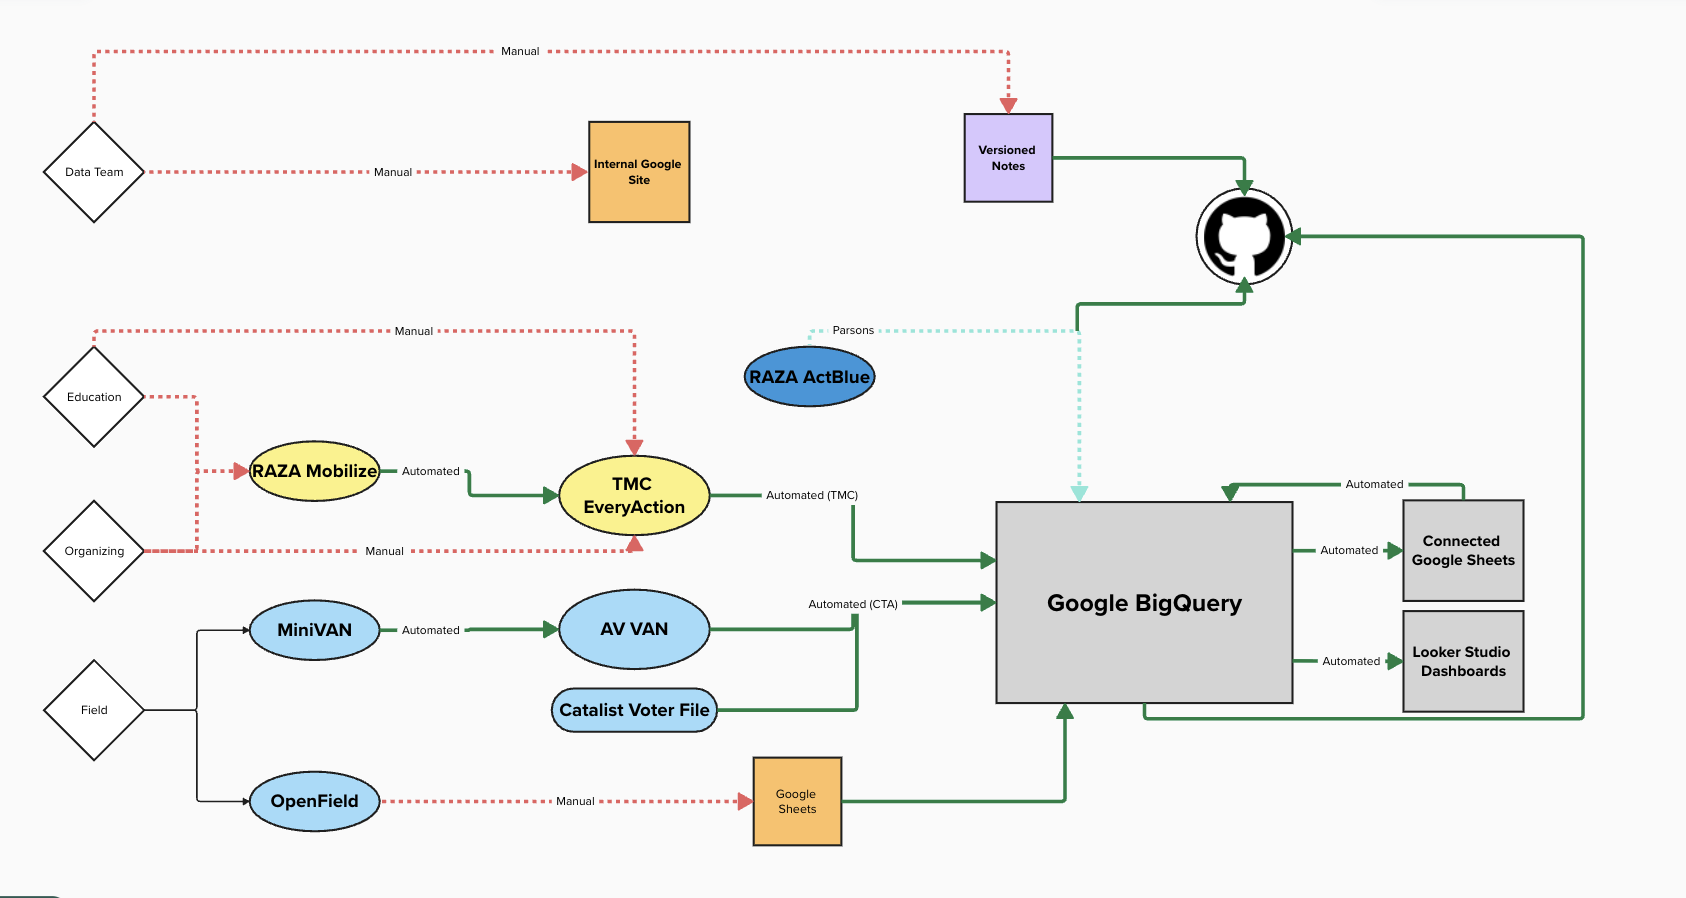 Manual
Data Team
Manual
Internal Google
Site
Versioned
Notes
Manual
Parsons
RAZA ActBlue
Education
RAZA Mobilize
Automated
TMC
EveryAction
Automated (TMC)
Automated
Connected
Google Sheets
Automated
Organizing
Manual
Google BigQuery
Automated (CTA)
MiniVAN
Automated
AV VAN
Looker Studio
Dashboards
Automated
Field
Catalist Voter File
OpenField
Manual
Google
Sheets